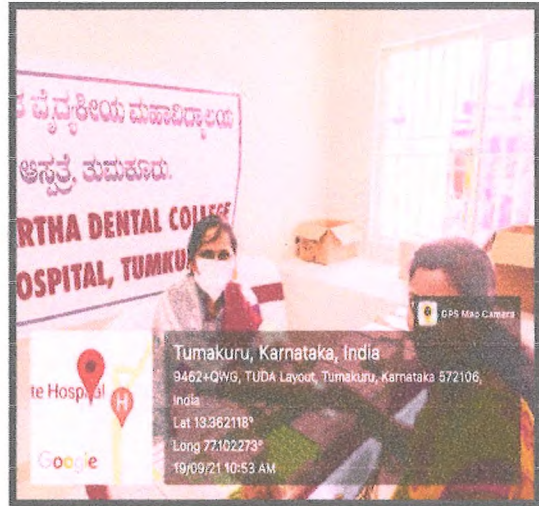 ವೈದ್ಯಕೀಯ ಮಹಾವಿದ್ಯಾಲಯ
ಆಸ್ಪತ್ರೆ, ತುಮಕೂರು.
RTHA DENTAL COLLEGE
OSPITAL, TUMKU
GPS Map Camera
Tumakuru, Karnataka, India
9462+QWG, TUDA Layout, Tumakuru, Karnataka 572106,
India
Lat 13.362118°
Long 77.102273°
19/09/21 10:53 AM
te Hospital
H
Google